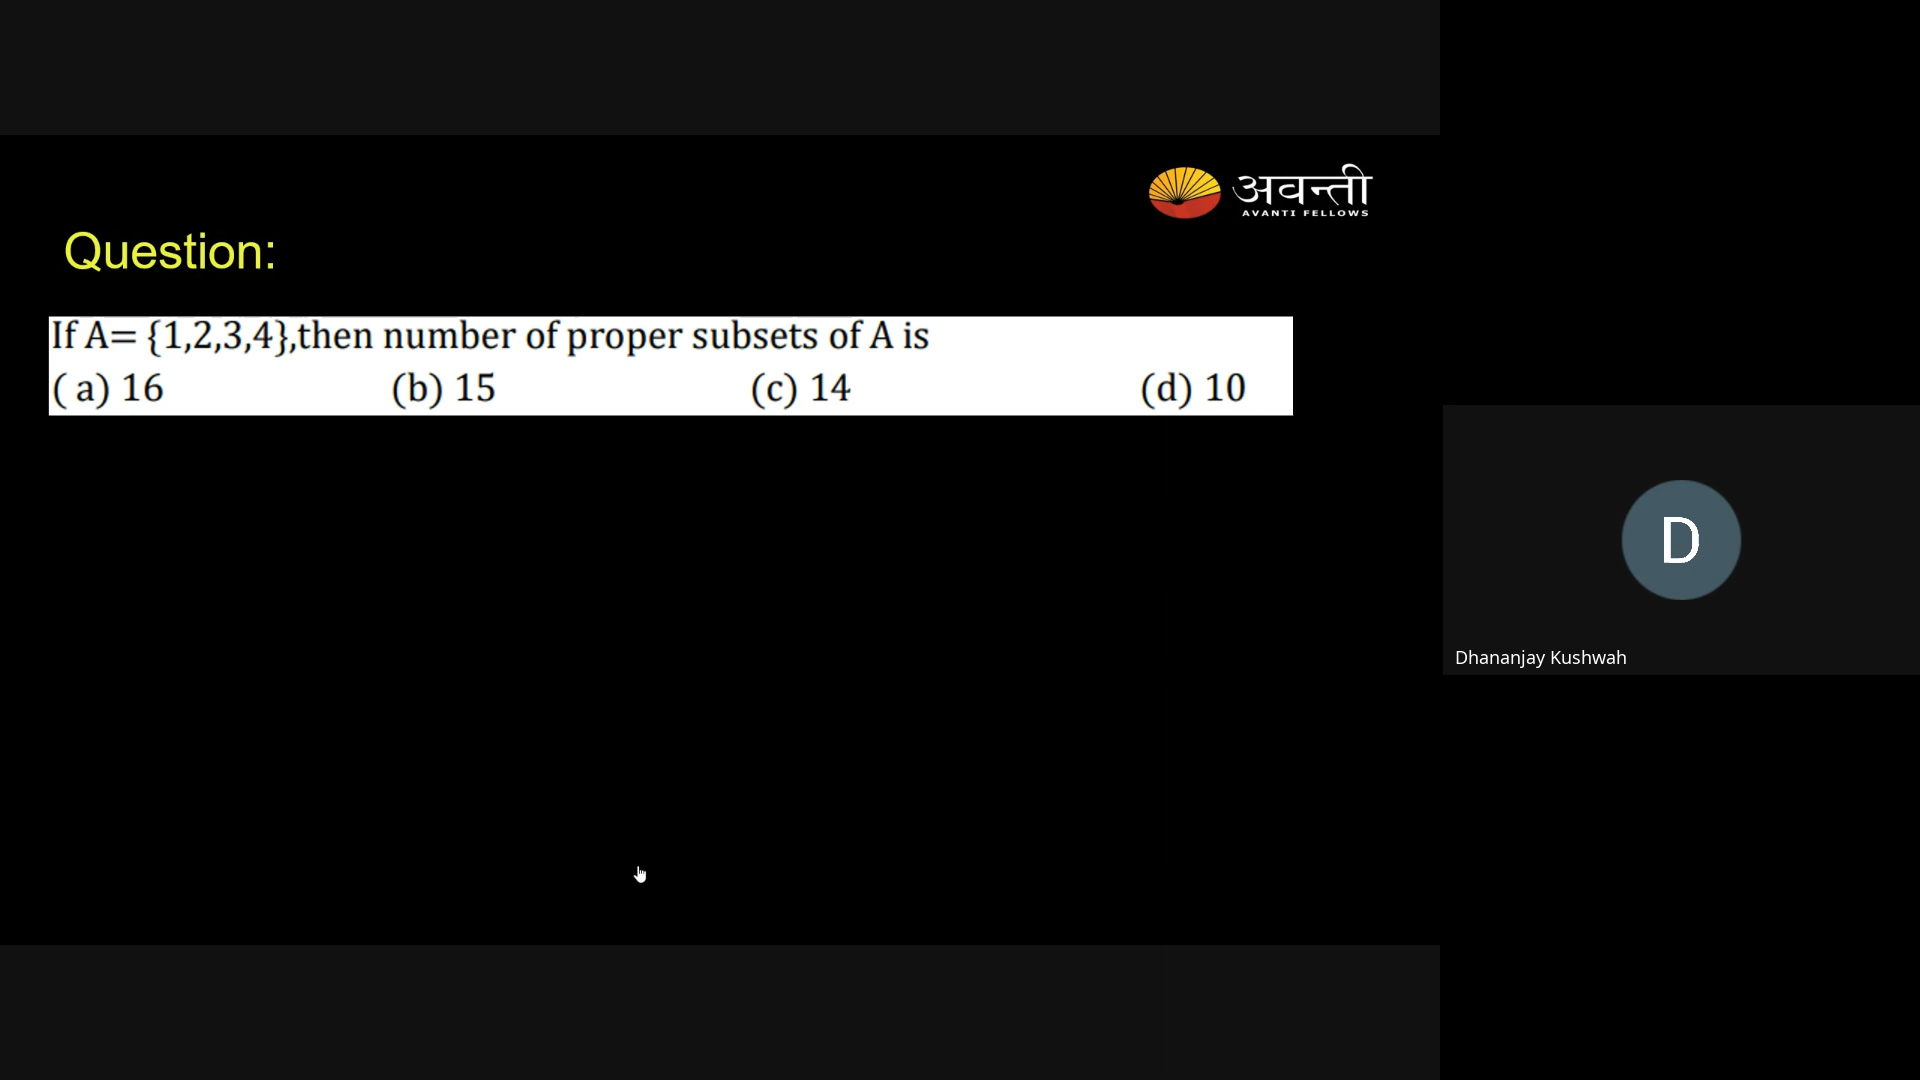 अवन्ती
AVANTI FELLOWS
Question:
If A= {1,2,3,4},then number of proper subsets of A is
( a) 16 (b) 15 (c) 14 (d) 10
D
Dhananjay Kushwah